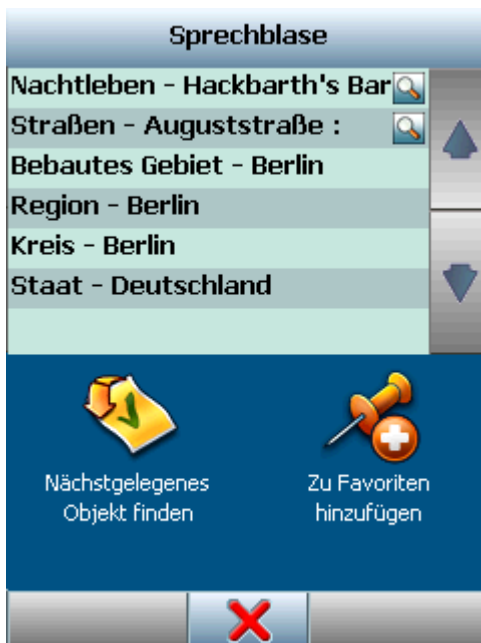 Sprechblase
Nachtleben - Hackbarth's Bar
Straßen - Auguststraße :
Bebautes Gebiet - Berlin
Region - Berlin
Kreis - Berlin
Staat - Deutschland
Nächstgelegenes
Objekt finden
Zu Favoriten
hinzufügen